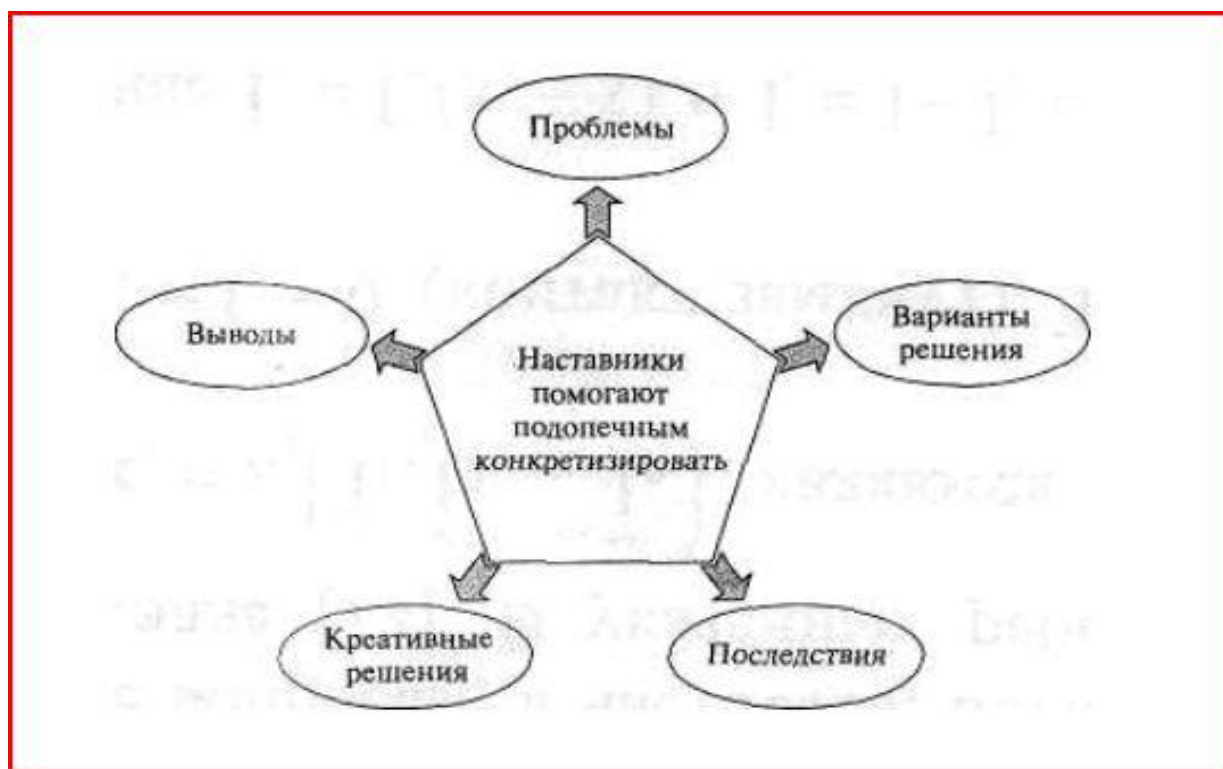 Проблемы
Выводы
Варианты
решения
Наставники
помогают
подопечным
конкретизировать
Креативные
решения
Последствия